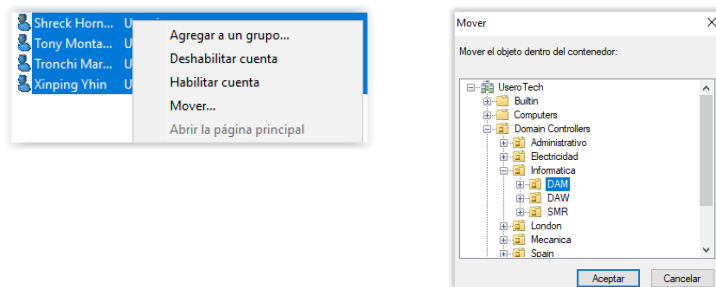 Shreck Horn...
Tony Monta...
Tronchi Mar...
Xinping Yhin
Agregar a un grupo...
Deshabilitar cuenta
Habilitar cuenta
Mover...
Abrir la página principal
Mover
Mover el objeto dentro del contenedor:
UseroTech
Builtin
Computers
Domain Controllers
Administrativo
Electricidad
Informatica
DAM
DAW
SMR
London
Mecanica
Spain
Aceptar Cancelar